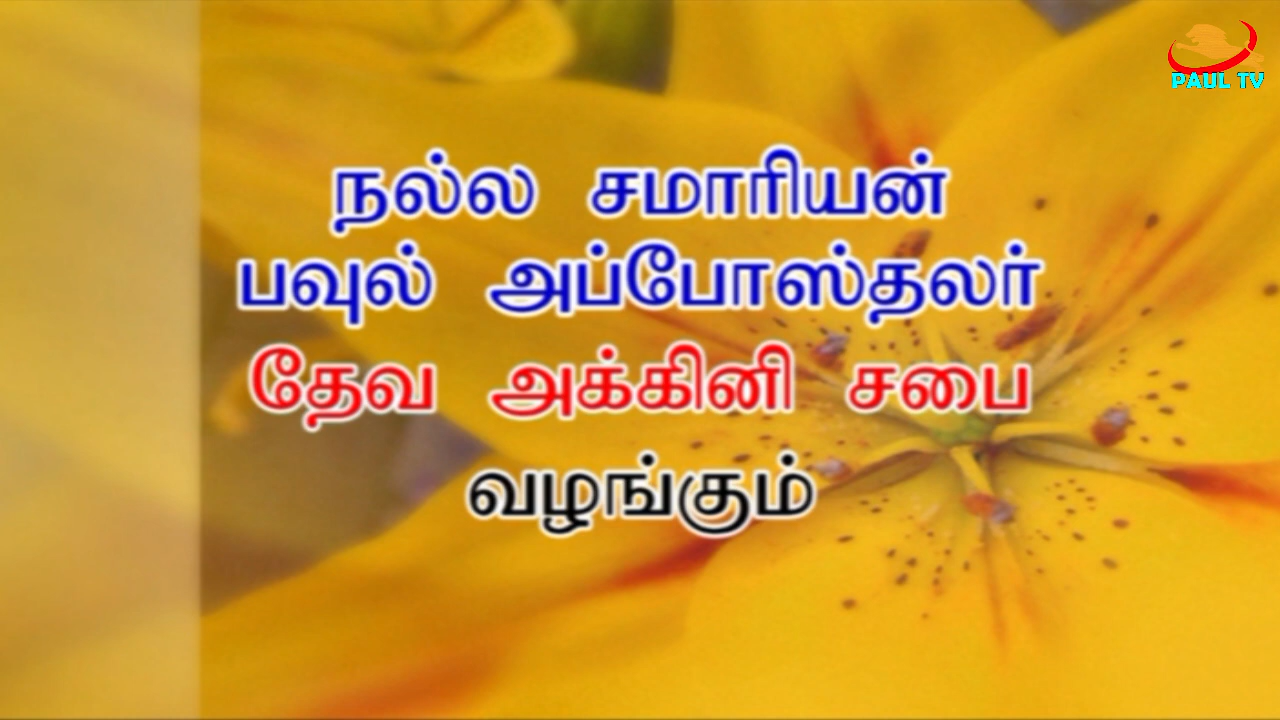 PAUL TV
நல்ல சமாரியன்
பவுல் அப்போஸ்தலர்
தேவ அக்கினி சபை
வழங்கும்